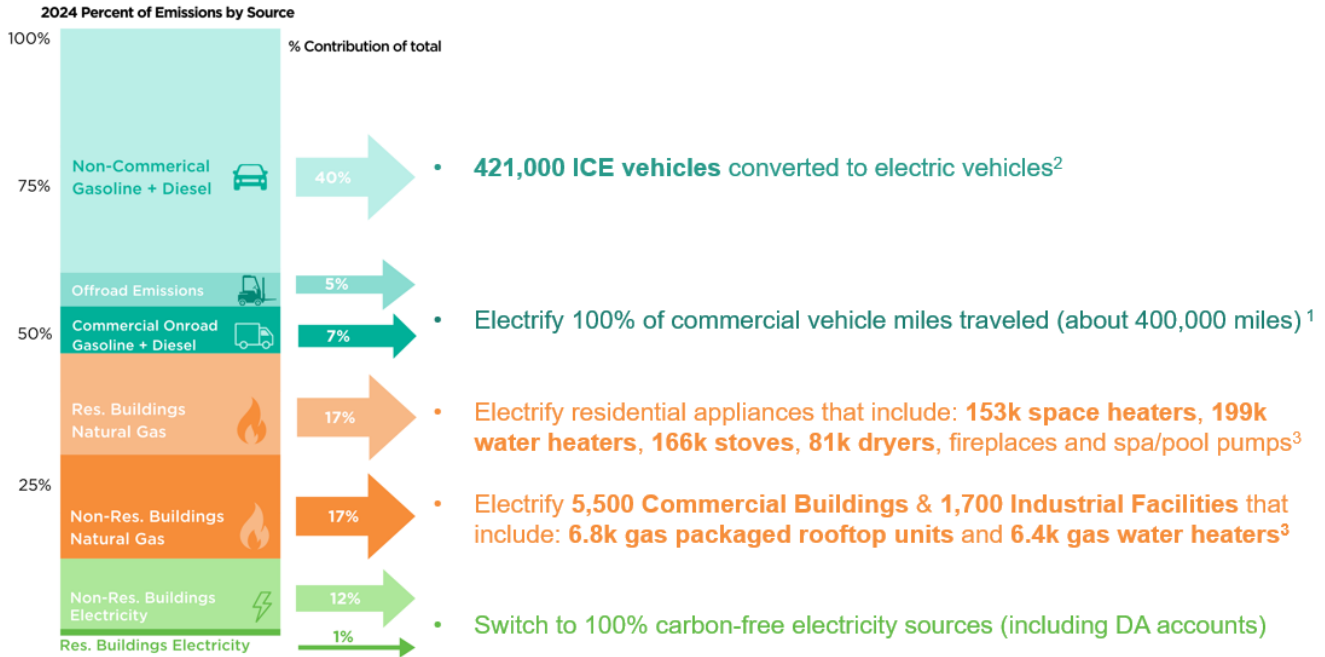 2024 Percent of Emissions by Source
100%
% Contribution of total
Non-Commerical
Gasoline + Diesel
40%
• 421,000 ICE vehicles converted to electric vehicles²
75%
Offroad Emissions
5%
Commercial Onroad
Gasoline + Diesel
7%
• Electrify 100% of commercial vehicle miles traveled (about 400,000 miles) ¹
50%
Res. Buildings
Natural Gas
17%
• Electrify residential appliances that include: 153k space heaters, 199k
water heaters, 166k stoves, 81k dryers, fireplaces and spa/pool pumps³
25%
Non-Res. Buildings
Natural Gas
17%
• Electrify 5,500 Commercial Buildings & 1,700 Industrial Facilities that
include: 6.8k gas packaged rooftop units and 6.4k gas water heaters³
Non-Res. Buildings
Electricity
12%
Res. Buildings Electricity
1%
• Switch to 100% carbon-free electricity sources (including DA accounts)